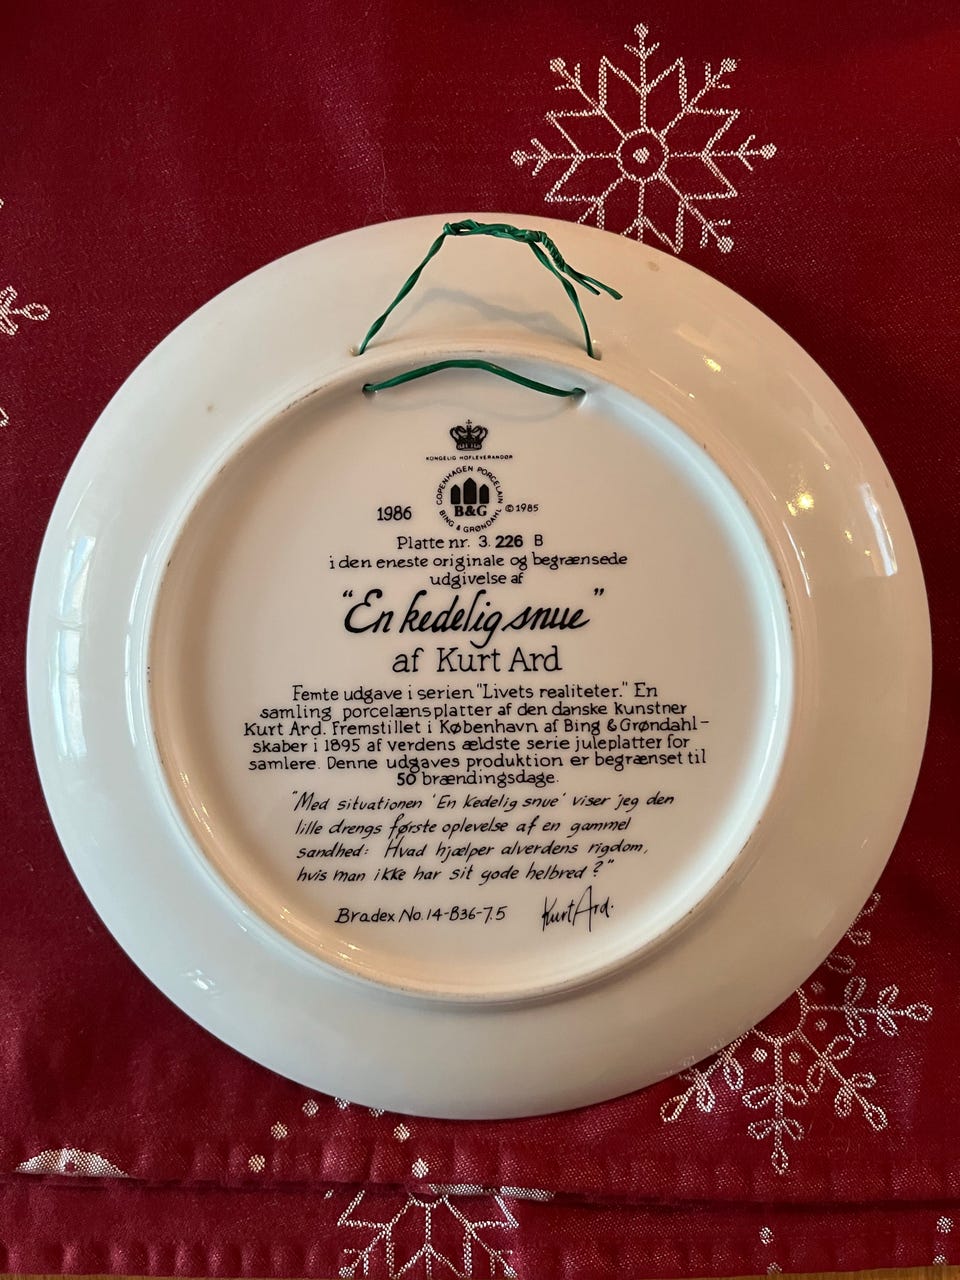 KONGELIG HOFLEVERANDØR
COPENHAGEN PORCELAIN
B&G
BING & GRØNDAHL
1986
©1985
Platte nr. 3.226 B
i den eneste originale og begrænsede
udgivelse af
"En kedelig snue"
af Kurt Ard
Femte udgave i serien "Livets realiteter." En
samling porcelænsplatter af den danske kunstner
Kurt Ard. Fremstillet i København af Bing & Grøndahl-
skaber i 1895 af verdens ældste serie juleplatter for
samlere. Denne udgaves produktion er begrænset til
50 brændingsdage.
"Med situationen 'En kedelig snue' viser jeg den
lille drengs første oplevelse af en gammel
sandhed: Hvad hjælper alverdens rigdom,
hvis man ikke har sit gode helbred?"
Bradex No. 14-B36-7.5 Kurt Ard.